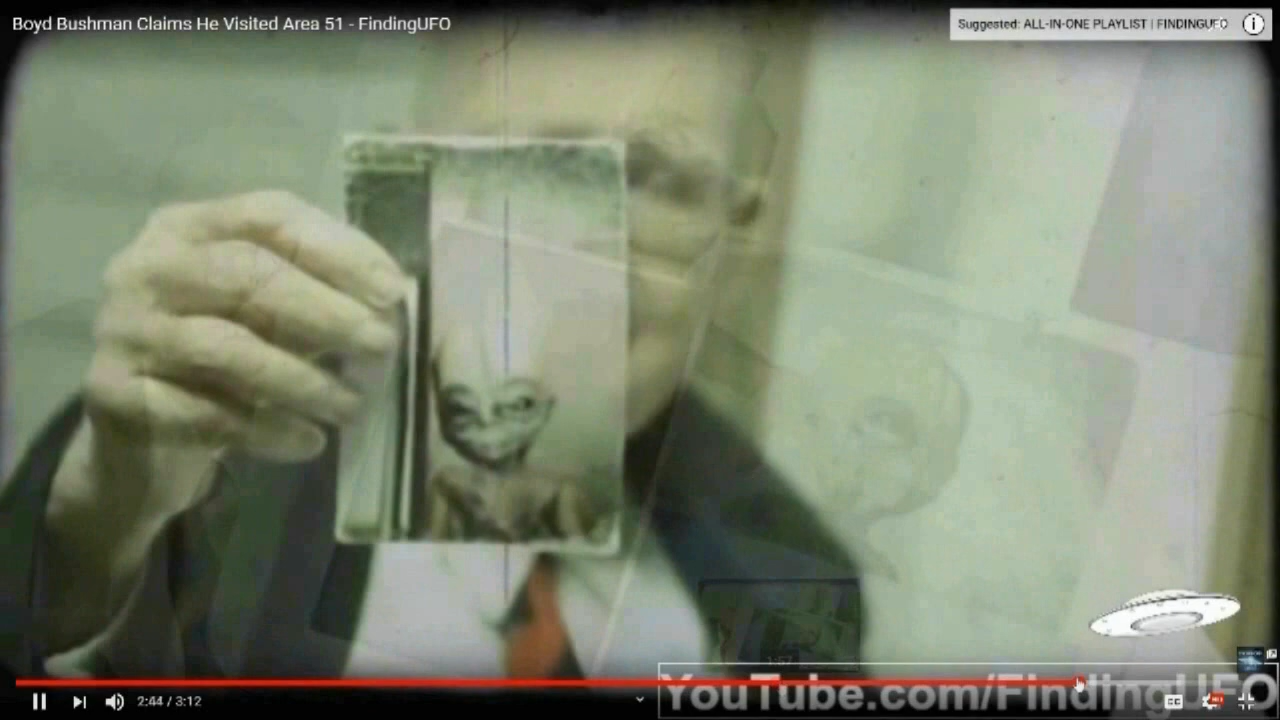 Boyd Bushman Claims He Visited Area 51 - FindingUFO
Suggested: ALL-IN-ONE PLAYLIST | FINDINGUFO
2:44 / 3:12
YouTube.com/FindingUFO
CC